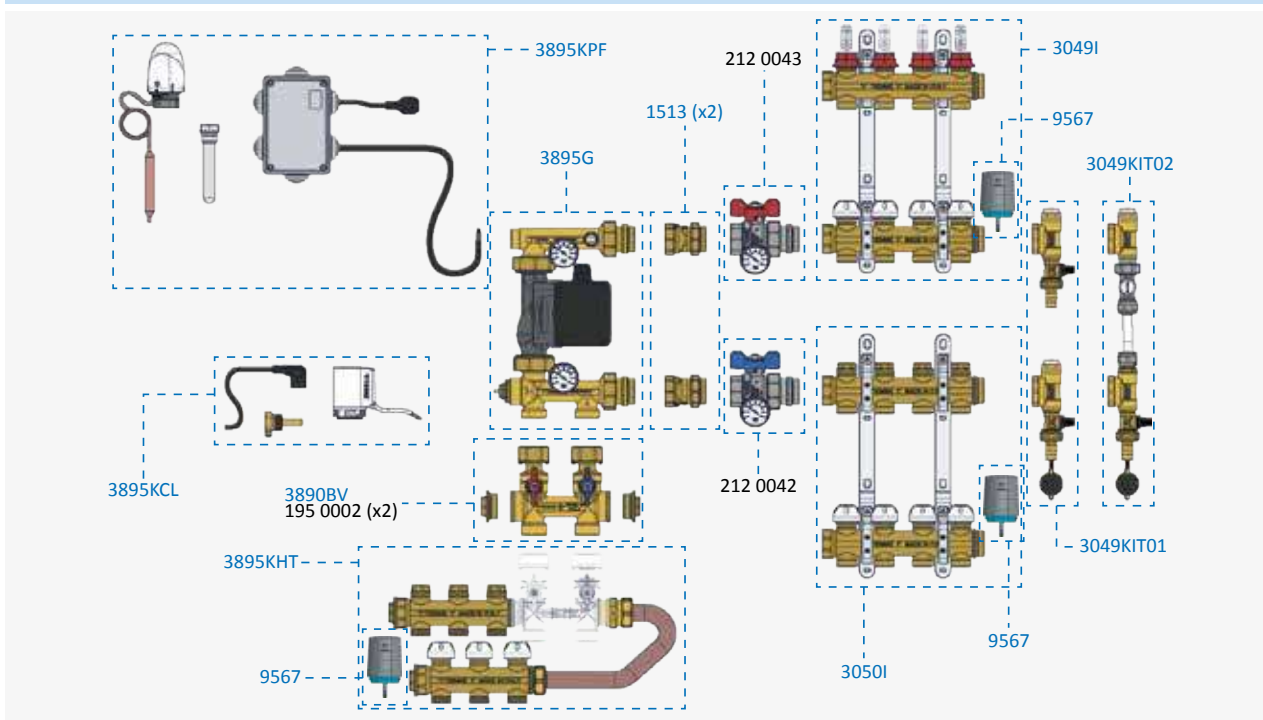 3895KPF
212 0043
3049I
1513 (x2)
9567
3895G
3049KIT02
3895KCL
3890BV
195 0002 (x2)
212 0042
3049KIT01
3895KHT
9567
9567
3050I